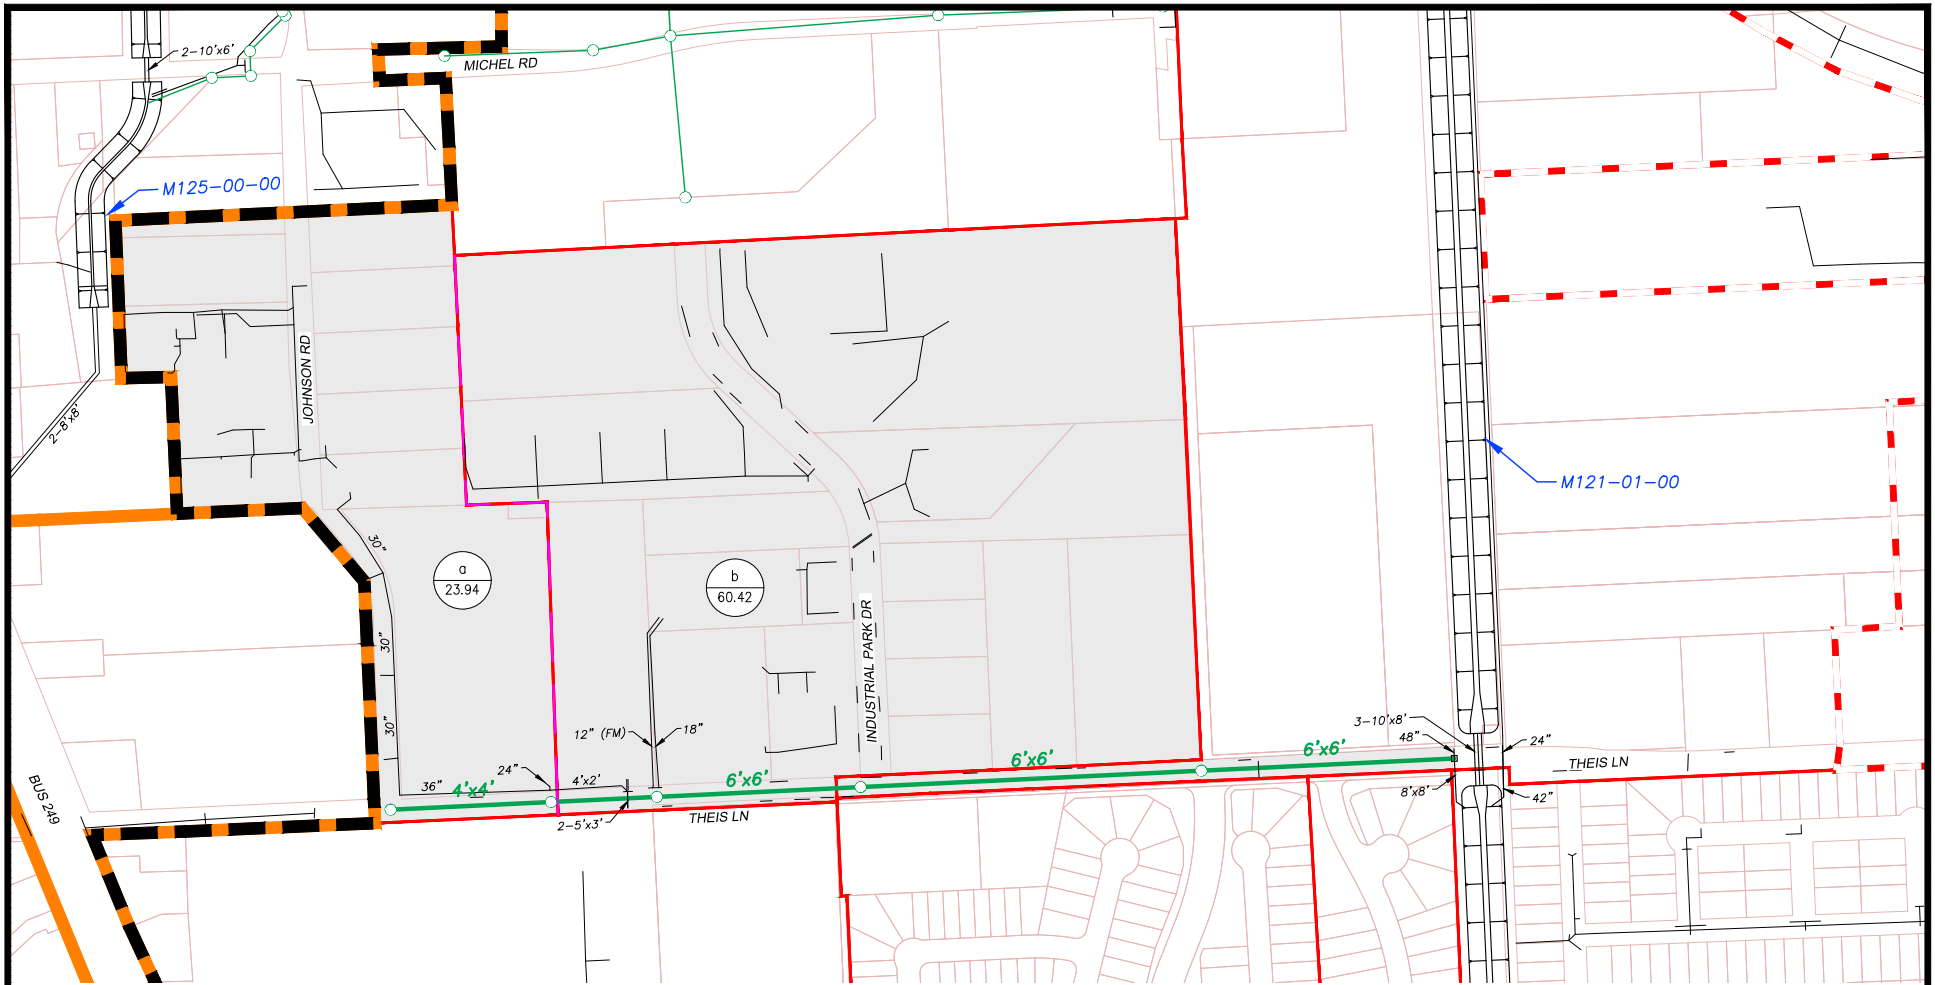 2-10'x6'
MICHEL RD
M125-00-00
JOHNSON RD
2-8'x8'
M121-01-00
30"
a
23.94
b
60.42
30"
INDUSTRIAL PARK DR
30"
12" (FM)
18"
3-10'x8'
48"
24"
6'x6'
6'x6'
THEIS LN
24"
36"
4'x4'
4'x2'
6'x6'
8'x8'
42"
BUS 249
2-5'x3'
THEIS LN